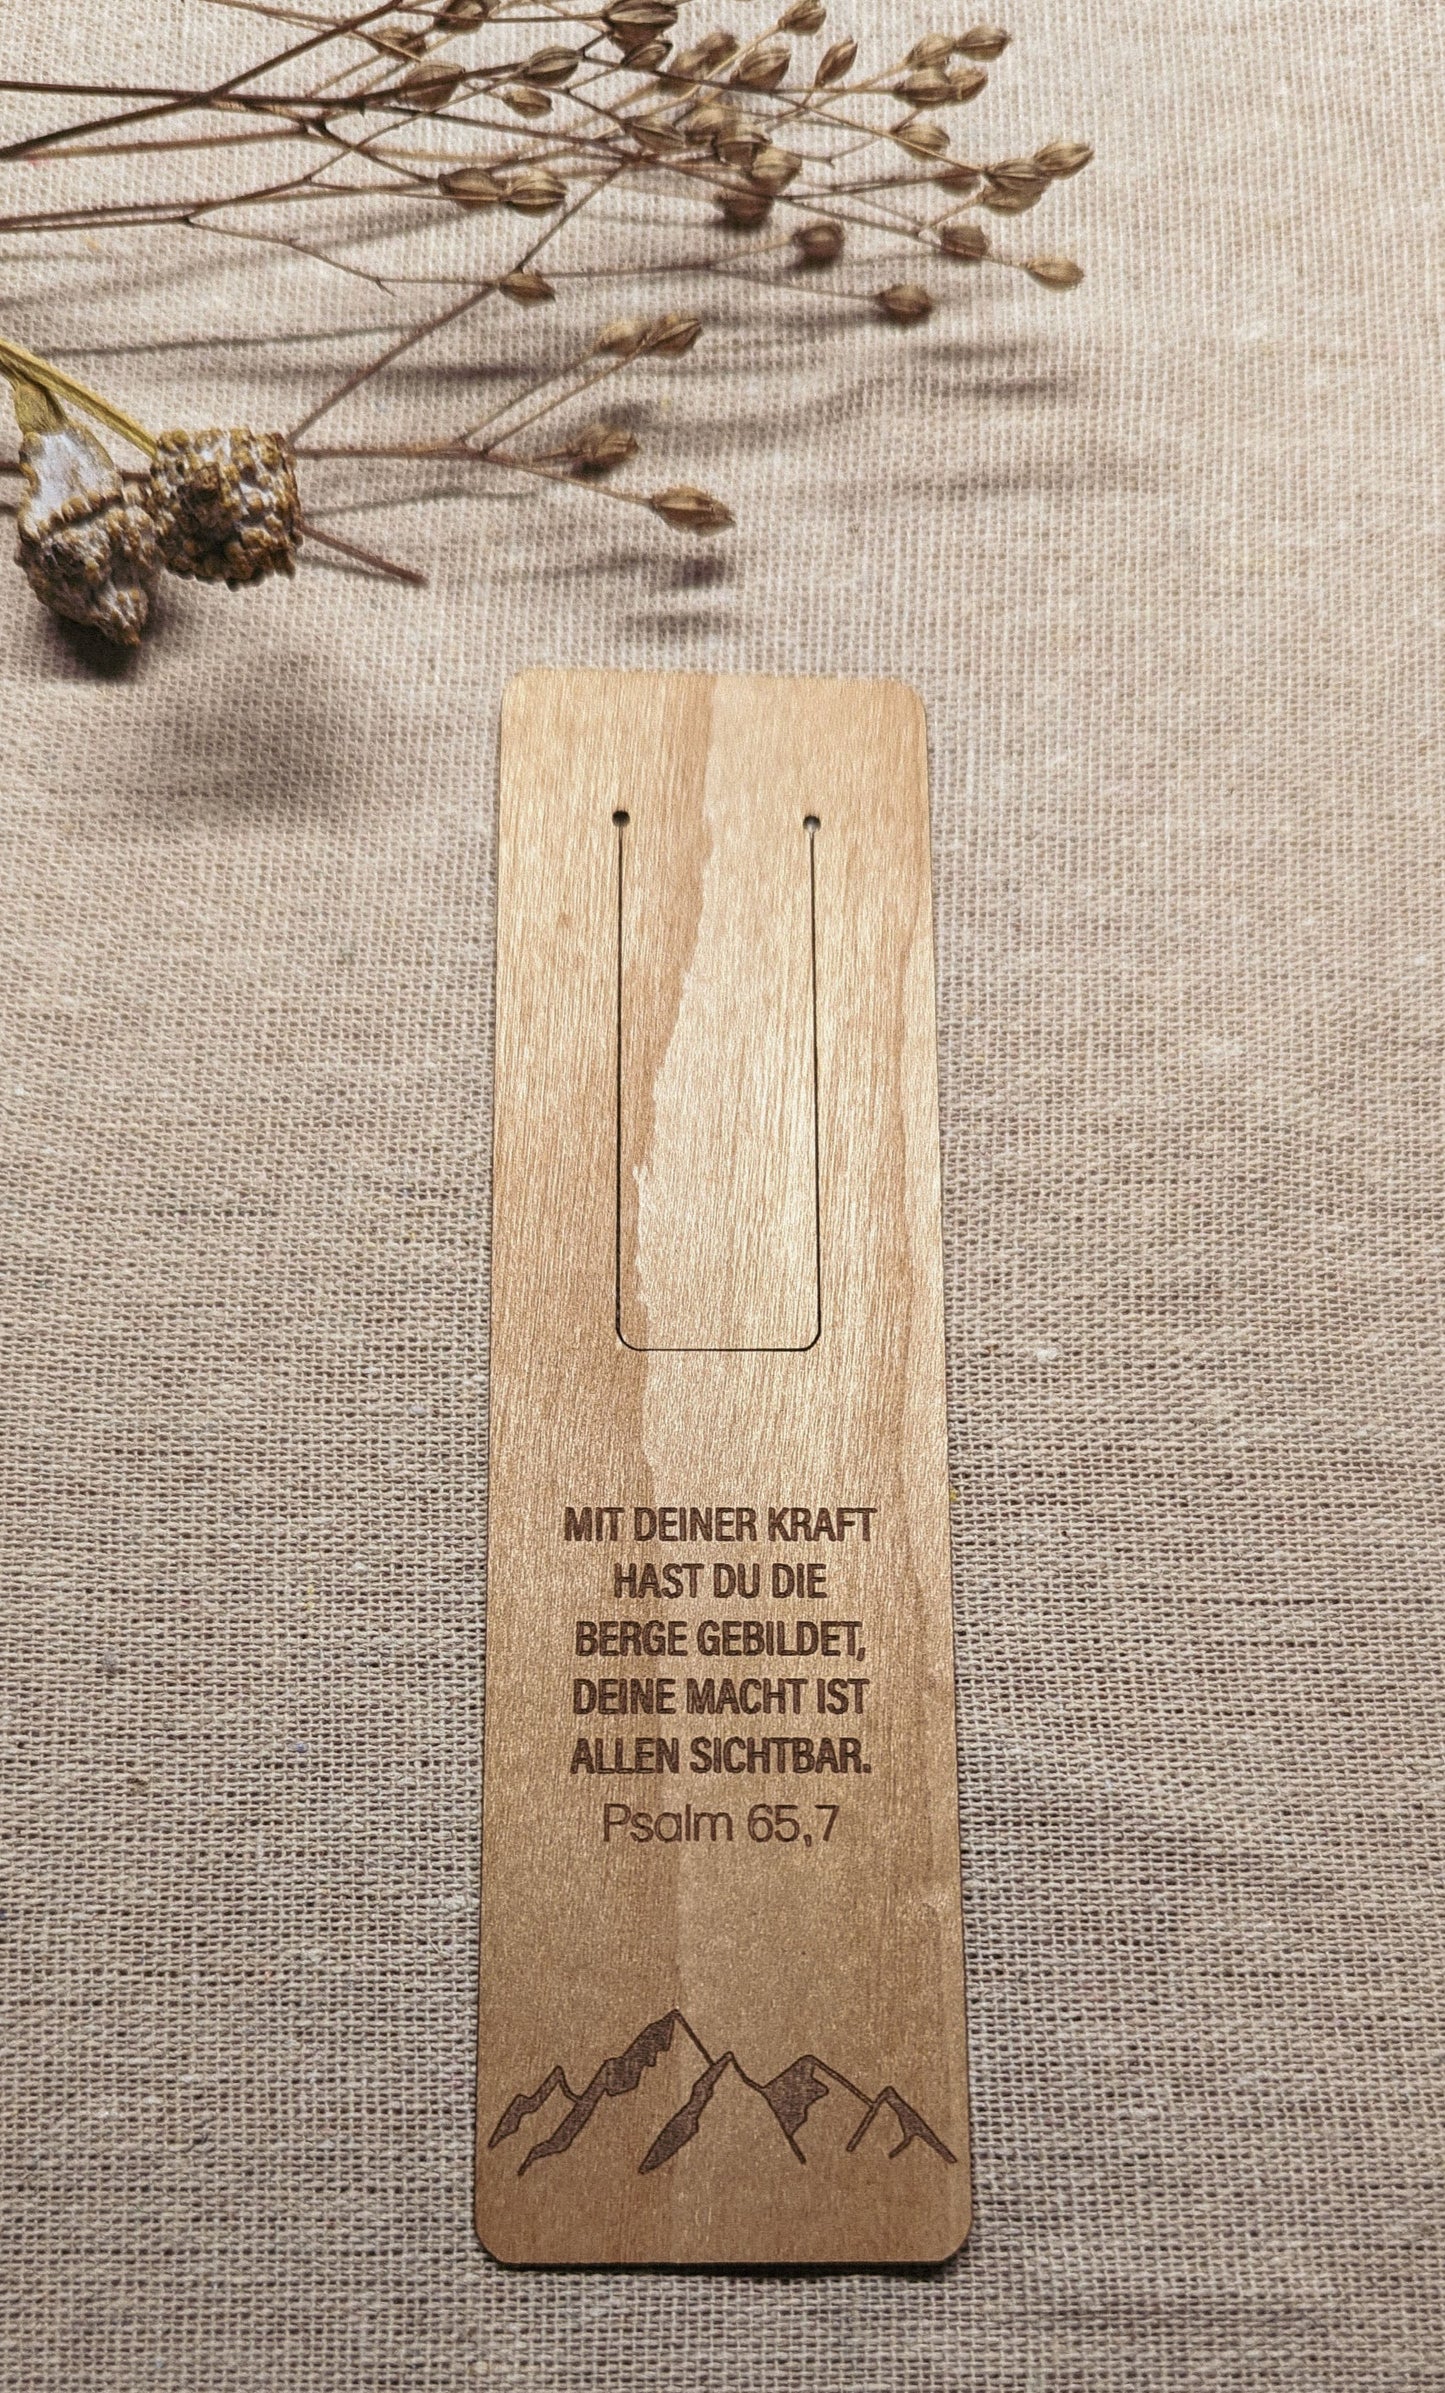 MIT DEINER KRAFT
HAST DU DIE
BERGE GEBILDET,
DEINE MACHT IST
ALLEN SICHTBAR.
Psalm 65,7